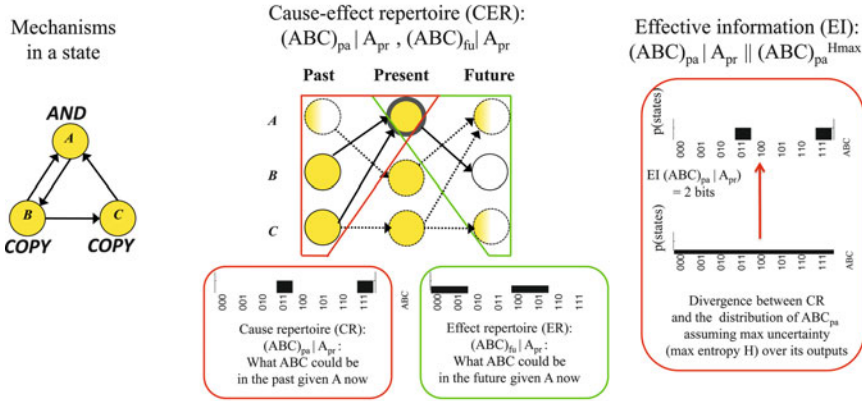 Mechanisms
in a state
AND
A
B
C
COPY
COPY
Cause-effect repertoire (CER):
(ABC)pa | Apr , (ABC)fu | Apr
Past Present Future
A
B
C
000 001 010 011 100 101 110 111 ABC
Cause repertoire (CR):
(ABC)pa | Apr :
What ABC could be
in the past given A now
000 001 010 011 100 101 110 111
Effect repertoire (ER):
(ABC)fu | Apr :
What ABC could be
in the future given A now
Effective information (EI):
(ABC)pa | Apr || (ABC)pa Hmax
p(states)
000 001 010 011 100 101 110 111 ABC
EI (ABC)pa | Apr)
= 2 bits
p(states)
000 001 010 011 100 101 110 111 ABC
Divergence between CR
and the distribution of ABCpa
assuming max uncertainty
(max entropy H) over its outputs